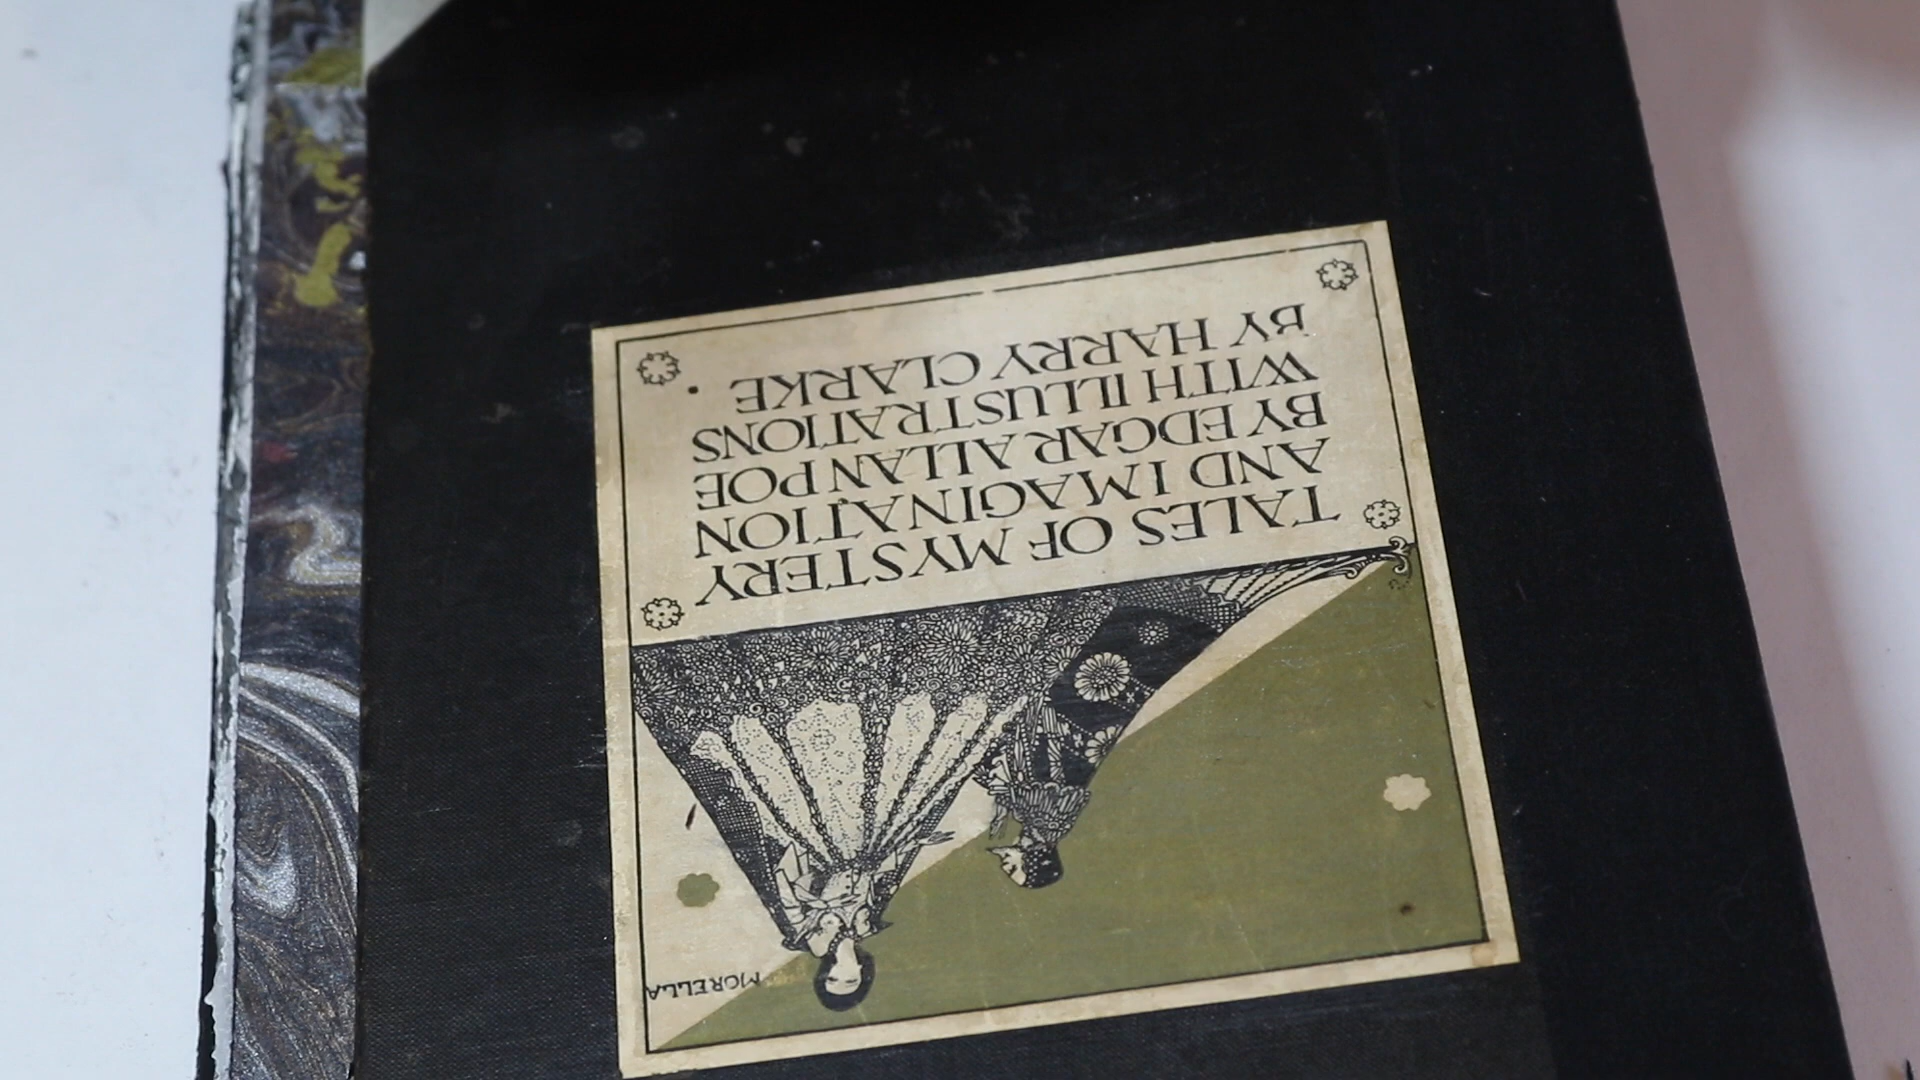 MORELLA
TALES OF MYSTERY
AND IMAGINATION
BY EDGAR ALLAN POE
WITH ILLUSTRATIONS
BY HARRY CLARKE .